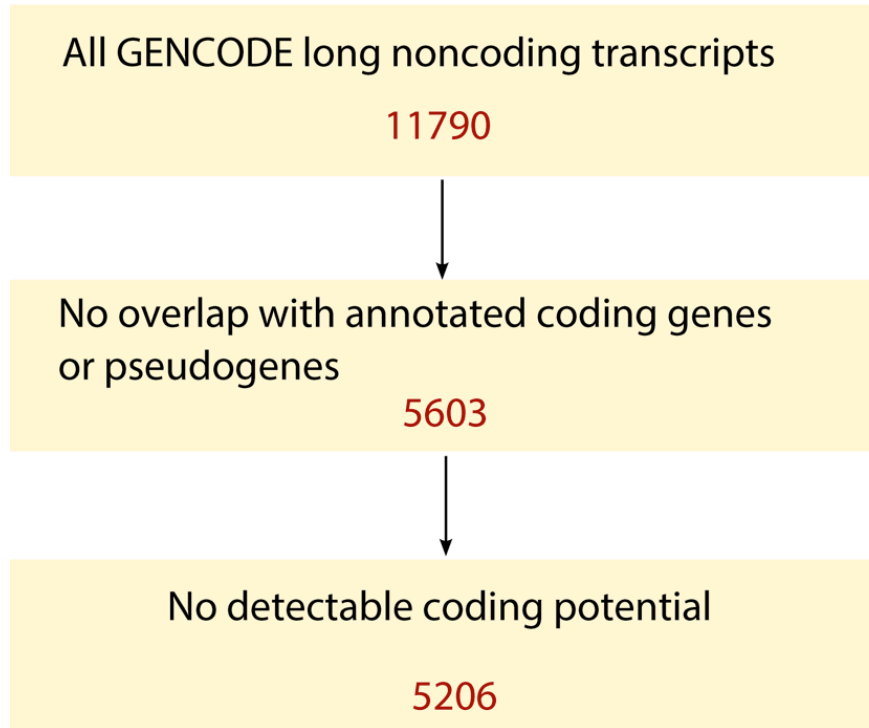 All GENCODE long noncoding transcripts
11790
No overlap with annotated coding genes
or pseudogenes
5603
No detectable coding potential
5206